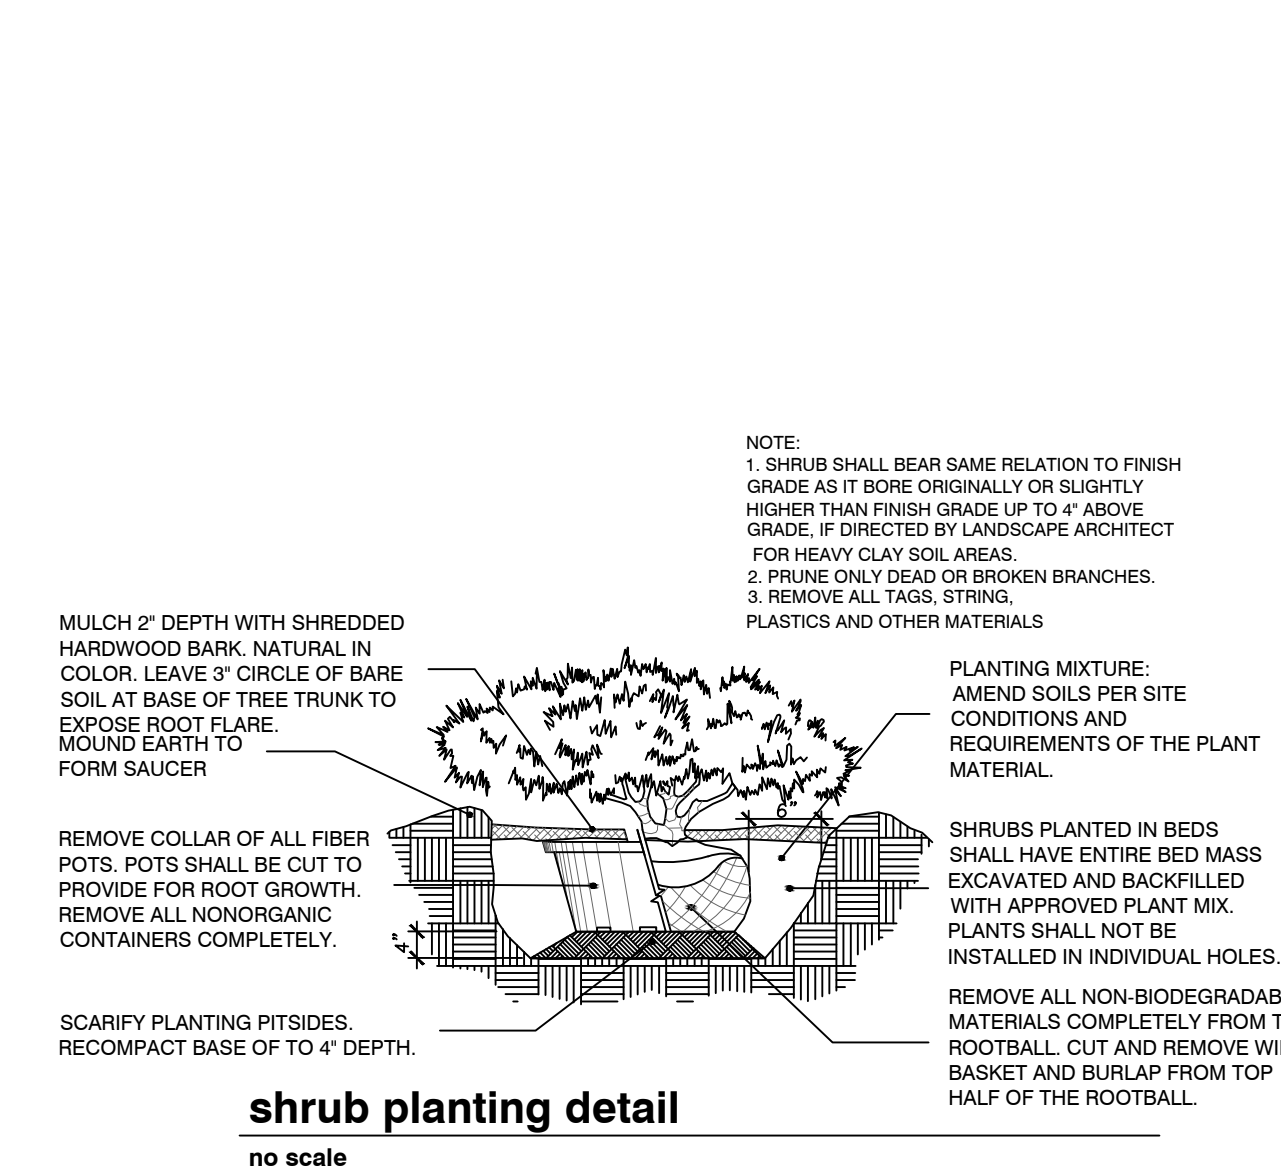 NOTE:
1. SHRUB SHALL BEAR SAME RELATION TO FINISH
GRADE AS IT BORE ORIGINALLY OR SLIGHTLY
HIGHER THAN FINISH GRADE UP TO 4" ABOVE
GRADE, IF DIRECTED BY LANDSCAPE ARCHITECT
FOR HEAVY CLAY SOIL AREAS.
2. PRUNE ONLY DEAD OR BROKEN BRANCHES.
3. REMOVE ALL TAGS, STRING,
PLASTICS AND OTHER MATERIALS
MULCH 2" DEPTH WITH SHREDDED
HARDWOOD BARK. NATURAL IN
COLOR. LEAVE 3" CIRCLE OF BARE
SOIL AT BASE OF TREE TRUNK TO
EXPOSE ROOT FLARE.
MOUND EARTH TO
FORM SAUCER
REMOVE COLLAR OF ALL FIBER
POTS. POTS SHALL BE CUT TO
PROVIDE FOR ROOT GROWTH.
REMOVE ALL NONORGANIC
CONTAINERS COMPLETELY.
SCARIFY PLANTING PITSIDES.
RECOMPACT BASE OF TO 4" DEPTH.
4"
6"
PLANTING MIXTURE:
AMEND SOILS PER SITE
CONDITIONS AND
REQUIREMENTS OF THE PLANT
MATERIAL.
SHRUBS PLANTED IN BEDS
SHALL HAVE ENTIRE BED MASS
EXCAVATED AND BACKFILLED
WITH APPROVED PLANT MIX.
PLANTS SHALL NOT BE
INSTALLED IN INDIVIDUAL HOLES.
REMOVE ALL
MATERIALS COMPLETELY FROM
ROOTBALL. CUT AND REMOVE
BASKET AND BURLAP FROM TOP
HALF OF THE ROOTBALL.
shrub planting detail
no scale